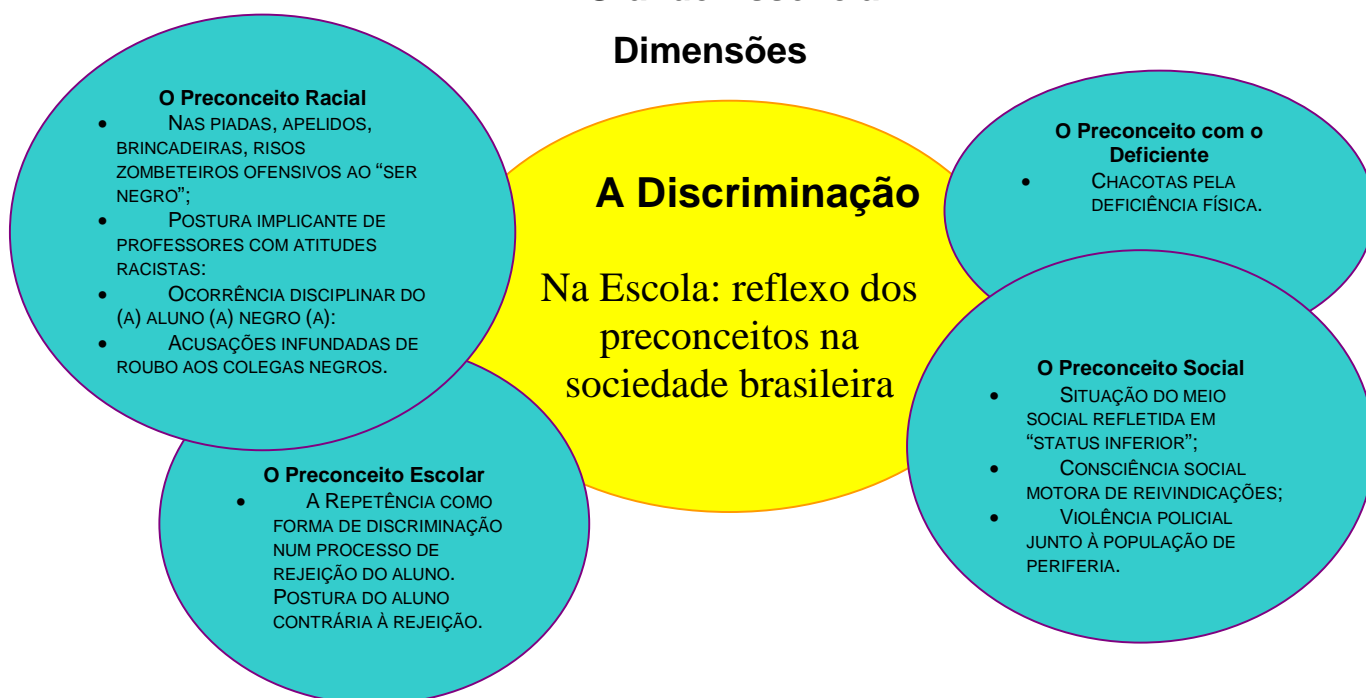 Dimensões
O Preconceito Racial
• NAS PIADAS, APELIDOS,
BRINCADEIRAS, RISOS
ZOMBETEIROS OFENSIVOS AO “SER
NEGRO”;
• POSTURA IMPLICANTE DE
PROFESSORES COM ATITUDES
RACISTAS:
• OCORRÊNCIA DISCIPLINAR DO
(A) ALUNO (A) NEGRO (A):
• ACUSAÇÕES INFUNDADAS DE
ROUBO AOS COLEGAS NEGROS.
O Preconceito Escolar
• A REPETÊNCIA COMO
FORMA DE DISCRIMINAÇÃO
NUM PROCESSO DE
REJEIÇÃO DO ALUNO.
POSTURA DO ALUNO
CONTRÁRIA À REJEIÇÃO.
A Discriminação
Na Escola: reflexo dos
preconceitos na
sociedade brasileira
O Preconceito com o
Deficiente
• CHACOTAS PELA
DEFICIÊNCIA FÍSICA.
O Preconceito Social
• SITUAÇÃO DO MEIO
SOCIAL REFLETIDA EM
“STATUS INFERIOR”;
• CONSCIÊNCIA SOCIAL
MOTORA DE REIVINDICAÇÕES;
• VIOLÊNCIA POLICIAL
JUNTO À POPULAÇÃO DE
PERIFERIA.